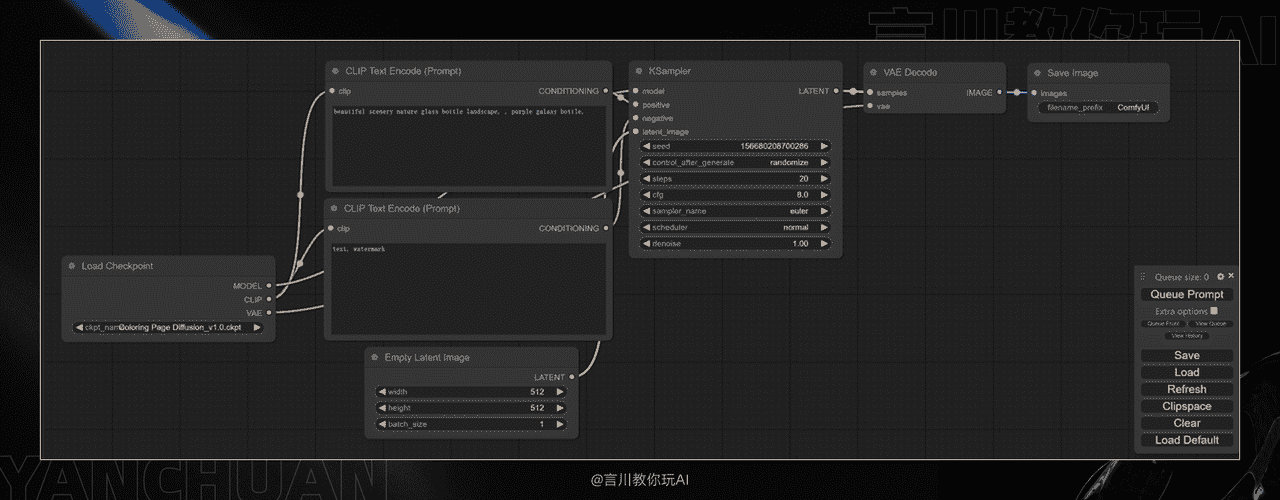 言川教你玩AI
CLIP Text Encode (Prompt)
clip
CONDITIONING
beautiful scenery nature glass bottle landscape, , purple galaxy bottle,
CLIP Text Encode (Prompt)
clip
CONDITIONING
text, watermark
Load Checkpoint
MODEL
CLIP
VAE
Coloring Page Diffusion_v1.0.ckpt
Empty Latent Image
LATENT
width 512
height 512
batch_size 1
KSampler
model
LATENT
positive
negative
latent_image
seed 156680208700286
control_after_generate randomize
steps 20
cfg 8.0
sampler_name euler
scheduler normal
denoise 1.00
VAE Decode
samples
IMAGE
vae
Save Image
images
filename_prefix ComfyUI
Queue size: 0
Queue Prompt
Extra options
Queue Front View Queue
View History
Save
Load
Refresh
Clipspace
Clear
Load Default
YANCHUAN
@言川教你玩AI